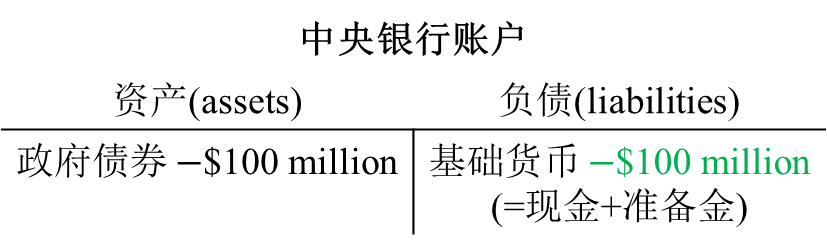 中央银行账户
资产(assets) 负债(liabilities)
政府债券 −$100 million 基础货币 −$100 million
(=现金+准备金)